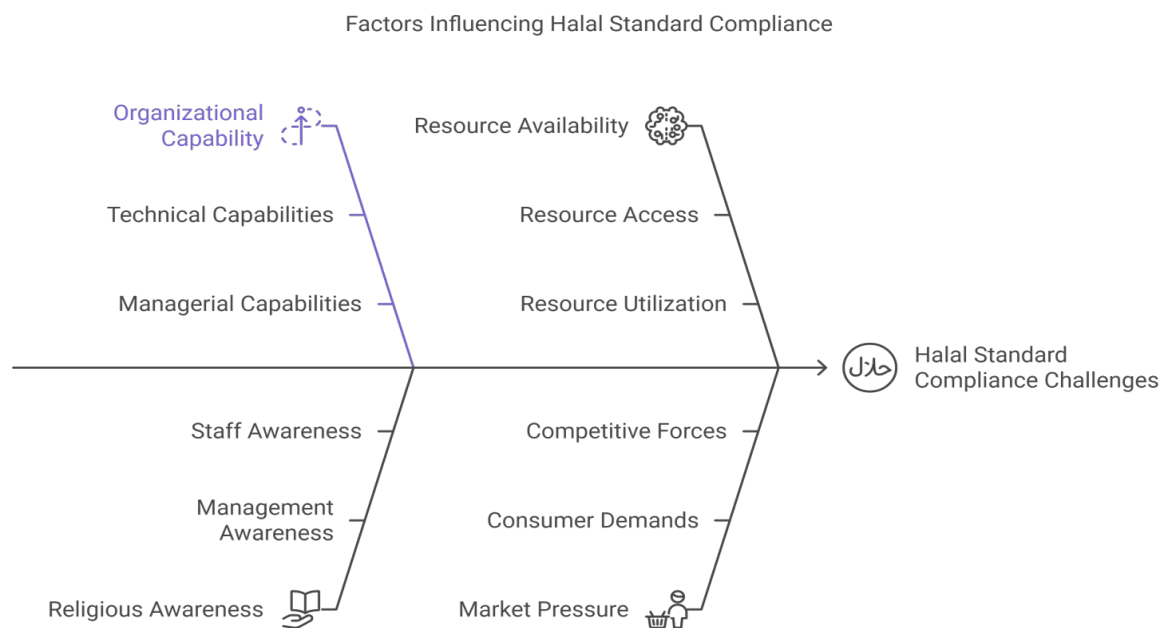 Factors Influencing Halal Standard Compliance
Organizational
Capability
Resource Availability
Technical Capabilities
Resource Access
Managerial Capabilities
Resource Utilization
حلال
Halal Standard
Compliance Challenges
Staff Awareness
Competitive Forces
Management
Awareness
Consumer Demands
Religious Awareness
Market Pressure